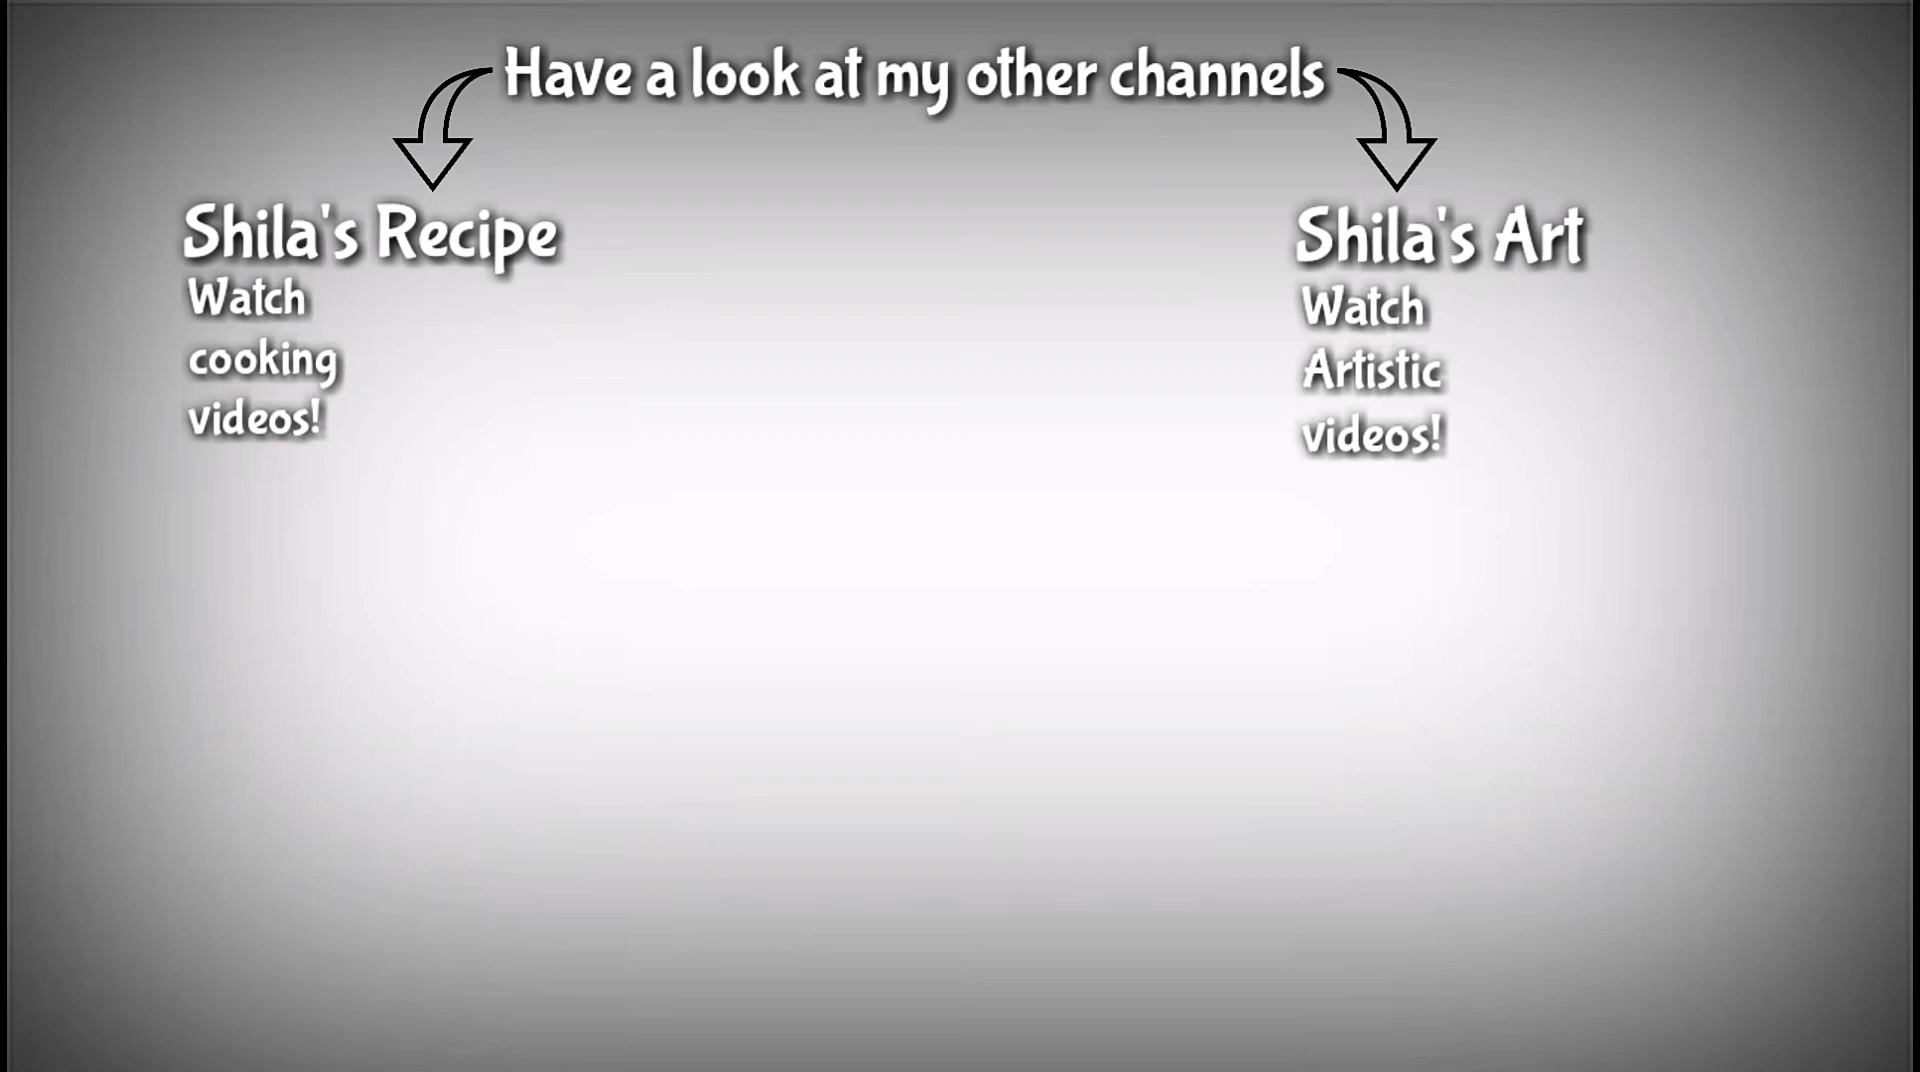 Have a look at my other channels
Shila's Recipe
Watch
cooking
videos!
Shila's Art
Watch
Artistic
videos!